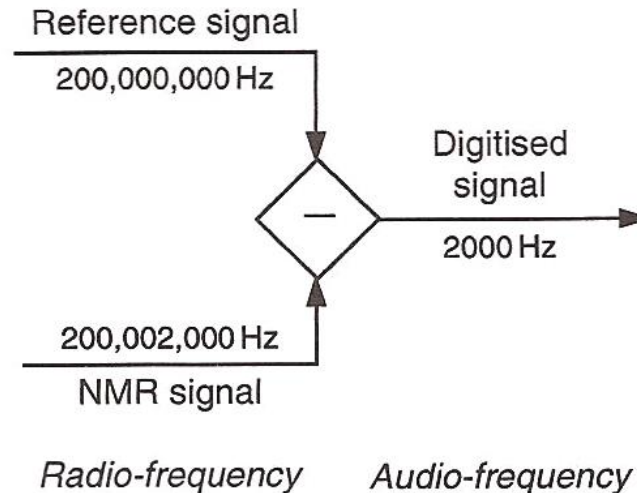 Reference signal
200,000,000 Hz
Digitised
signal
—
2000 Hz
200,002,000 Hz
NMR signal
Radio-frequency
Audio-frequency